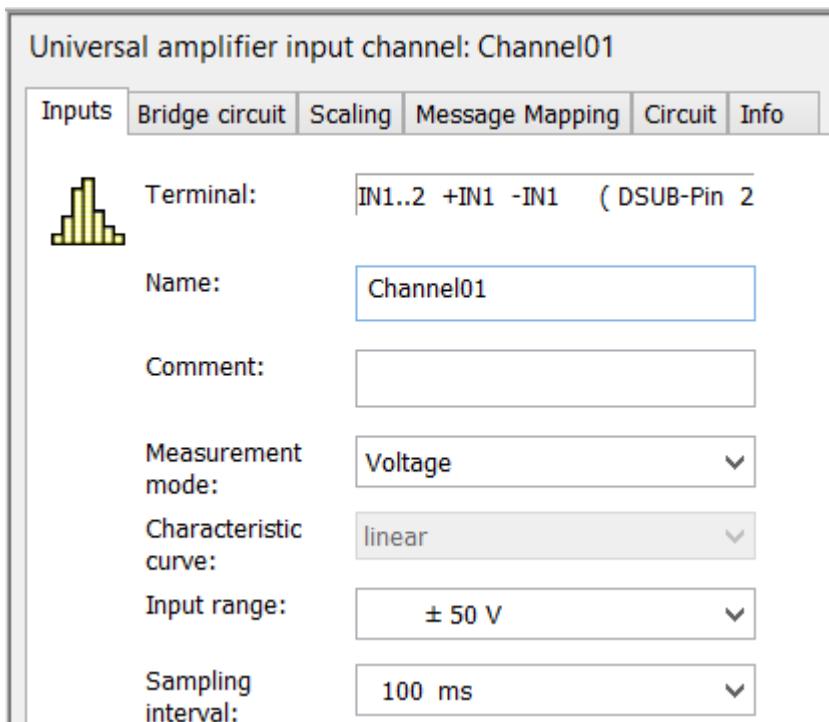 Universal amplifier input channel: Channel01
Inputs Bridge circuit Scaling Message Mapping Circuit Info
Terminal: IN1..2 +IN1 -IN1 ( DSUB-Pin 2
Name: Channel01
Comment:
Measurement mode: Voltage
Characteristic curve: linear
Input range: ± 50 V
Sampling interval: 100 ms